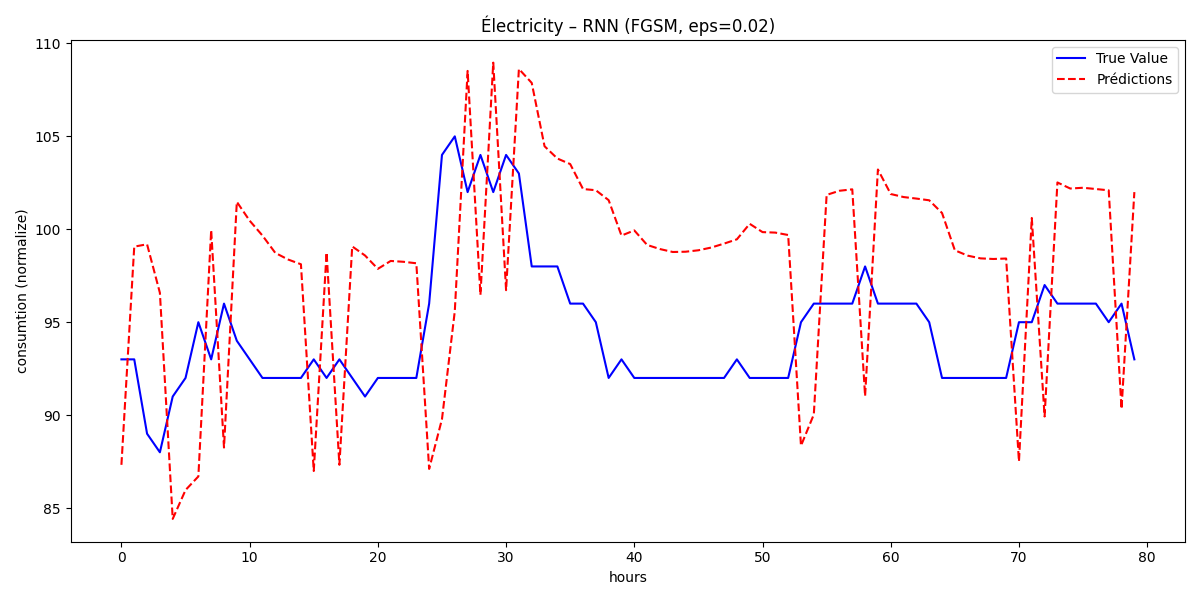 Électricity – RNN (FGSM, eps=0.02)
True Value
Prédictions
consumtion (normalize)
110
105
100
95
90
85
0 10 20 30 40 50 60 70 80
hours